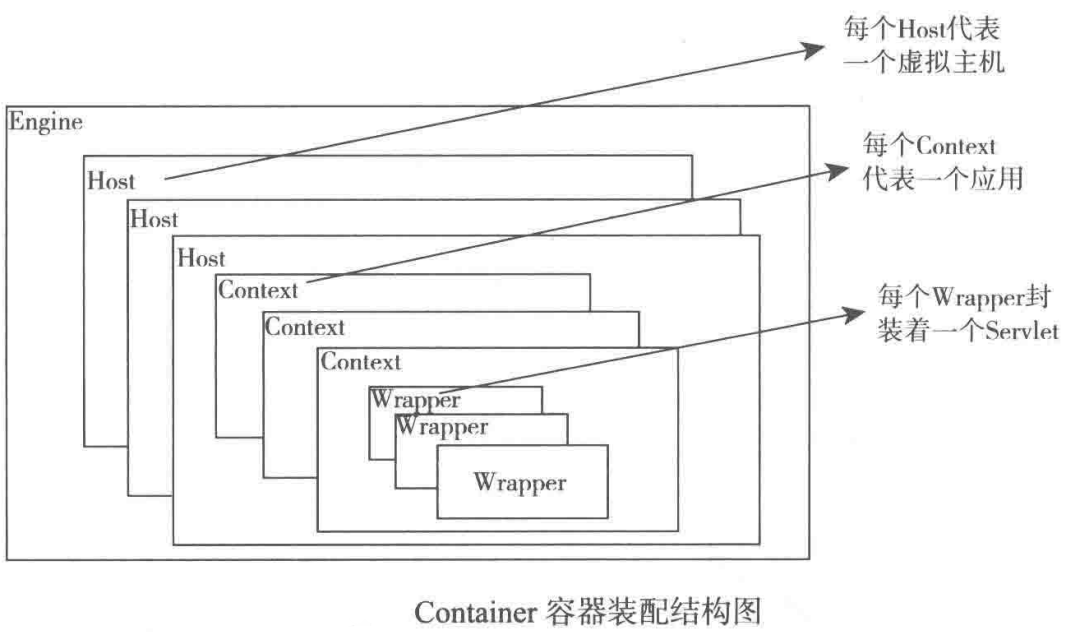 每个Host代表
一个虚拟主机
Engine
每个Context
代表一个应用
Host
Host
Host
Context
每个Wrapper封
装着一个Servlet
Context
Context
Wrapper
Wrapper
Wrapper
Container 容器装配结构图